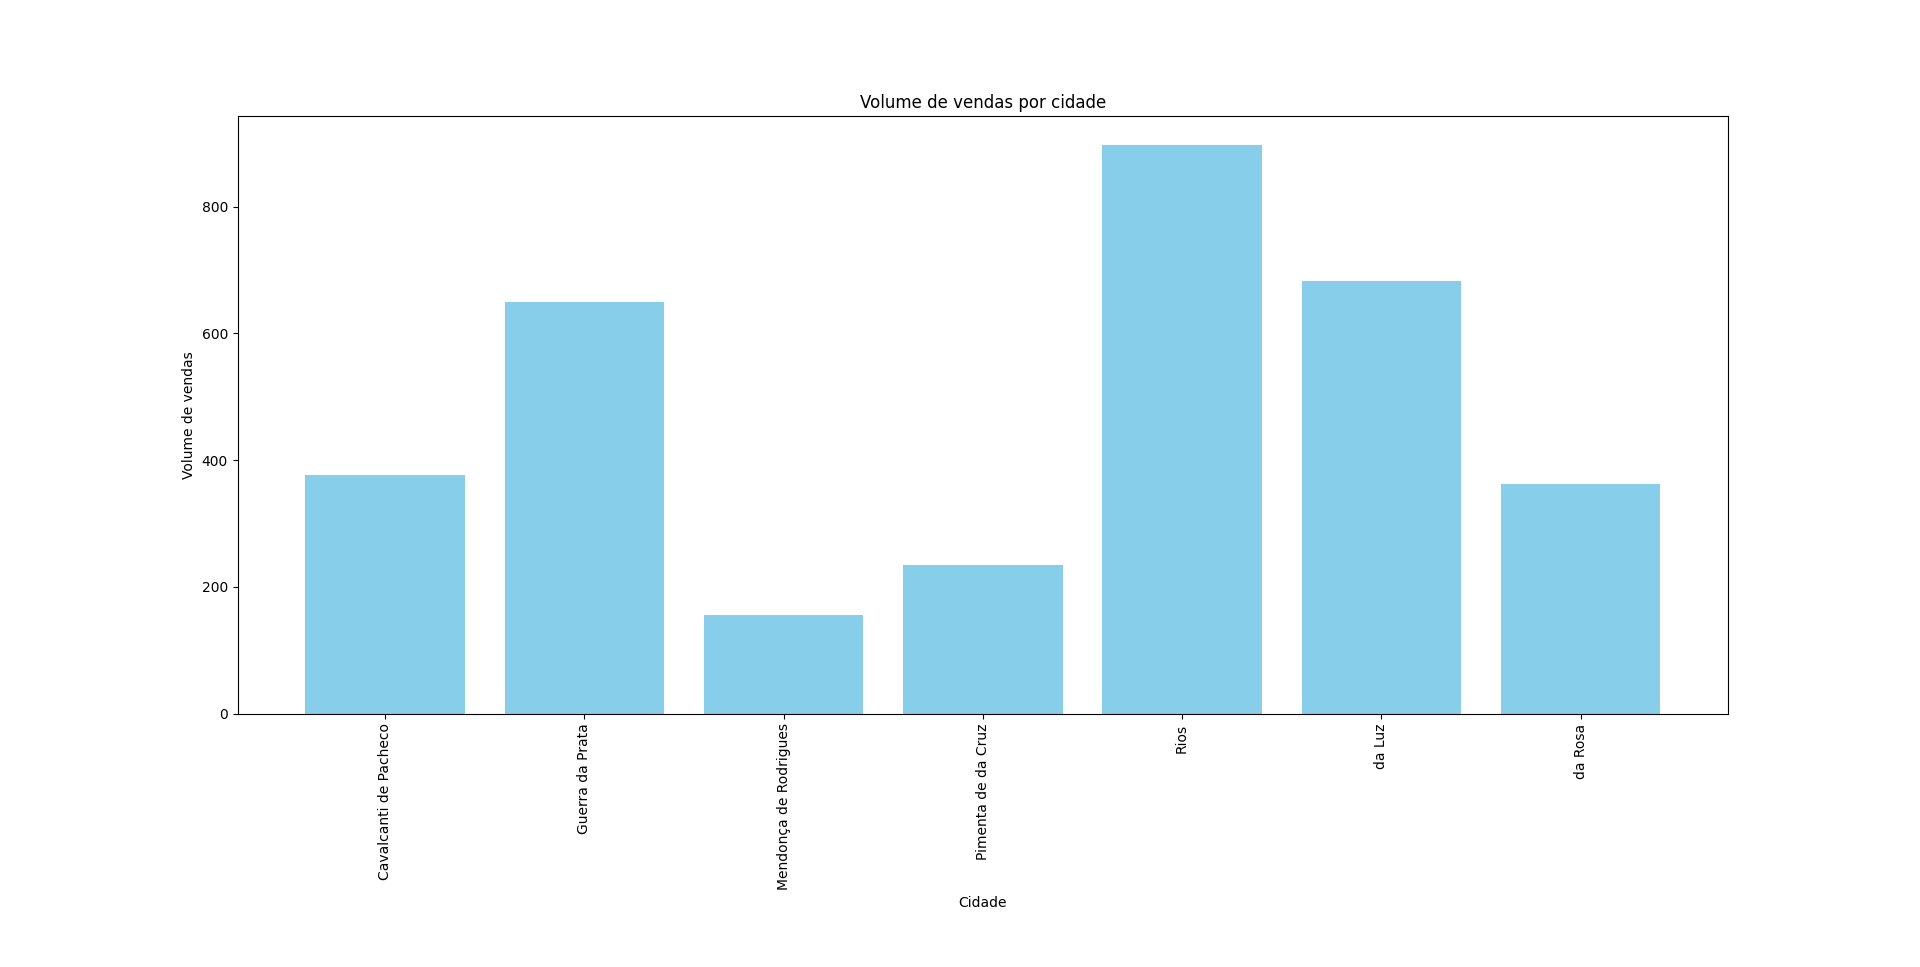 Volume de vendas por cidade
Volume de vendas
800
600
400
200
0
Cavalcanti de Pacheco
Guerra da Prata
Mendonça de Rodrigues
Pimenta de da Cruz
Rios
da Luz
da Rosa
Cidade